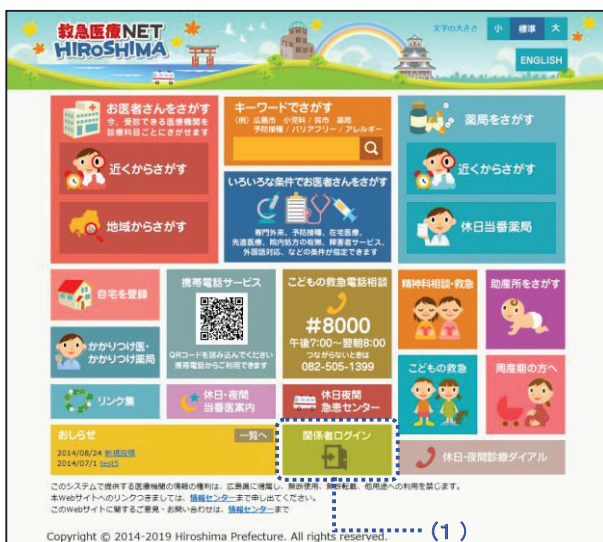 救急医療NET
HIROSHIMA
文字の大きさ 小 標準 大
ENGLISH
お医者さんをさがす
今、受診できる医療機関を
診療科目ごとにさがせます
近くからさがす
地域からさがす
キーワードでさがす
(例) 広島市 小児科 / 呉市 薬局
予防接種 / バリアフリー / アレルギー
いろいろな条件でお医者さんをさがす
専門外来、予防接種、在宅医療、
先進医療、院内処方の有無、障害者サービス、
外国語対応、などの条件が指定できます
薬局をさがす
近くからさがす
休日当番薬局
自宅を登録
かかりつけ医・
かかりつけ薬局
携帯電話サービス
QRコードを読み込んでください
携帯電話からご利用できます
こどもの救急電話相談
#8000
午後7:00~翌朝8:00
つながらないときは
082-505-1399
精神科相談・救急
助産所をさがす
こどもの救急
周産期の方へ
リンク集
休日・夜間
当番医案内
休日夜間
急患センター
おしらせ
一覧へ
2014/08/24 新規投稿
2014/07/1 test5
関係者ログイン
休日・夜間診療ダイヤル
このシステムで提供する医療機関の情報の権利は、広島県に帰属し、無断使用、無断転載、他用途への利用を禁じます。
本Webサイトへのリンクつきましては、情報センターまで申し出てください。
このWebサイトに関するご意見・お問い合わせは、情報センターまで
Copyright © 2014-2019 Hiroshima Prefecture. All rights reserved.
(1)